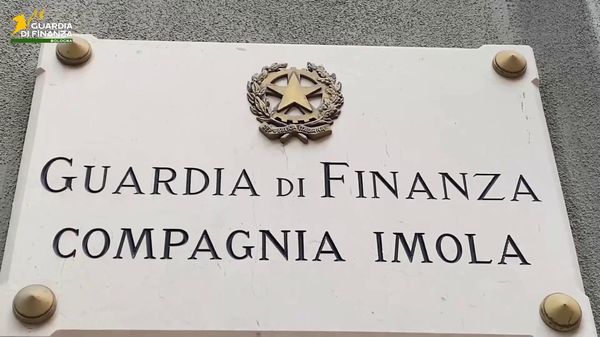 GUARDIA
DI FINANZA
BOLOGNA
GUARDIA DI FINANZA
COMPAGNIA IMOLA